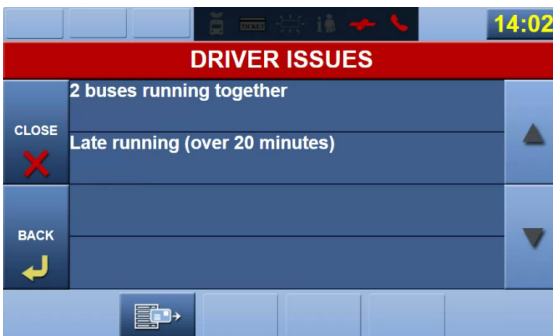 14:02
DRIVER ISSUES
2 buses running together
CLOSE
Late running (over 20 minutes)
BACK